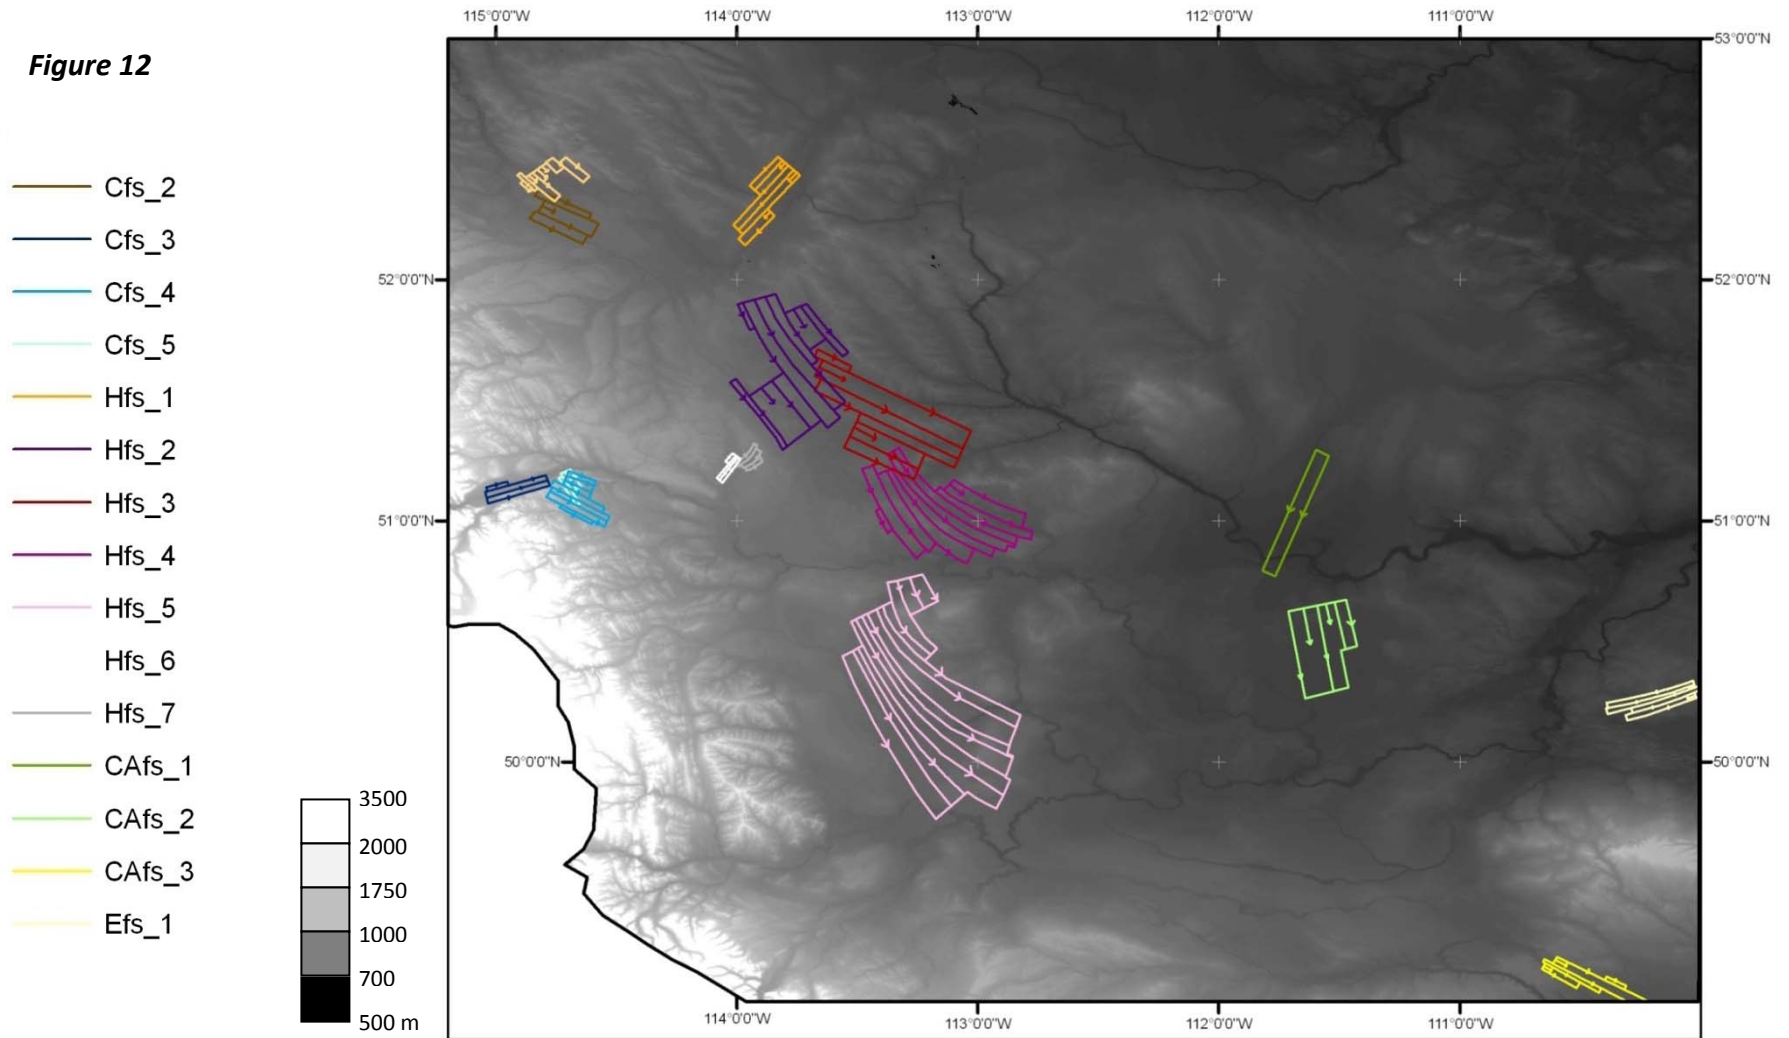 115°0'0"W 114°0'0"W 113°0'0"W 112°0'0"W 111°0'0"W
53°0'0"N
Figure 12
Cfs_2
Cfs_3
Cfs_4
52°0'0"N 52°0'0"N
Cfs_5
Hfs_1
Hfs_2
Hfs_3
51°0'0"N 51°0'0"N
Hfs_4
Hfs_5
Hfs_6
Hfs_7
CAfs_1
50°0'0"N 50°0'0"N
CAfs_2
CAfs_3
Efs_1
3500
2000
1750
1000
700
500 m
114°0'0"W 113°0'0"W 112°0'0"W 111°0'0"W